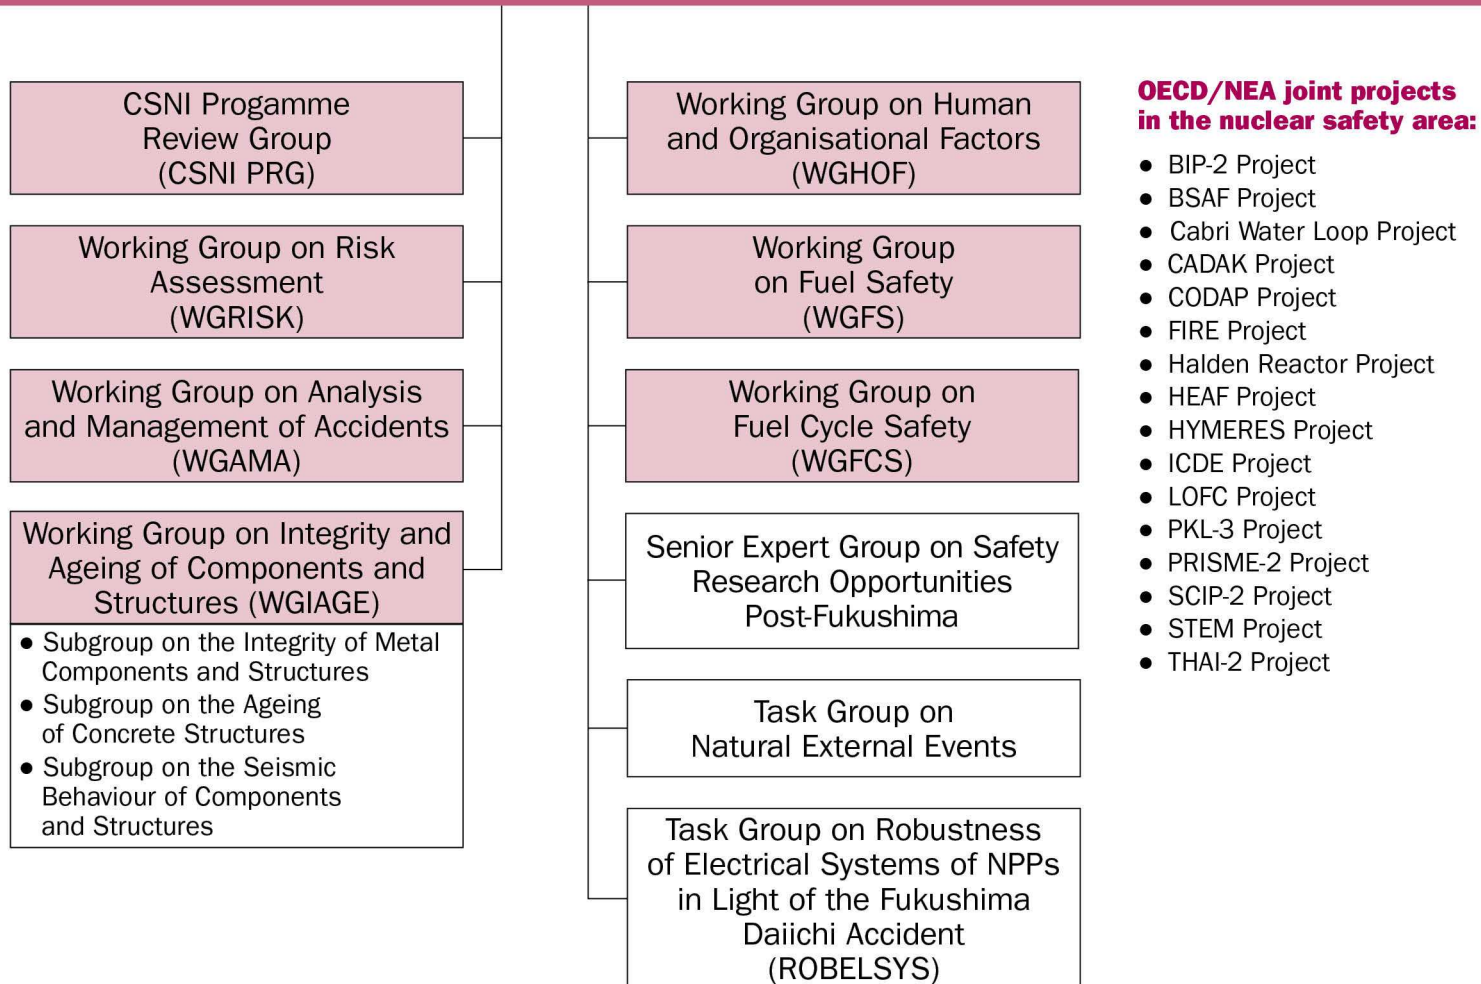 CSNI Progamme
Review Group
(CSNI PRG)
Working Group on Risk
Assessment
(WGRISK)
Working Group on Analysis
and Management of Accidents
(WGAMA)
Working Group on Integrity and
Ageing of Components and
Structures (WGIAGE)
● Subgroup on the Integrity of Metal
Components and Structures
● Subgroup on the Ageing
of Concrete Structures
● Subgroup on the Seismic
Behaviour of Components
and Structures
Working Group on Human
and Organisational Factors
(WGHOF)
Working Group
on Fuel Safety
(WGFS)
Working Group on
Fuel Cycle Safety
(WGFCS)
Senior Expert Group on Safety
Research Opportunities
Post-Fukushima
Task Group on
Natural External Events
Task Group on Robustness
of Electrical Systems of NPPs
in Light of the Fukushima
Daiichi Accident
(ROBELSYS)
OECD/NEA joint projects
in the nuclear safety area:
● BIP-2 Project
● BSAF Project
● Cabri Water Loop Project
● CADAK Project
● CODAP Project
● FIRE Project
● Halden Reactor Project
● HEAF Project
● HYMERES Project
● ICDE Project
● LOFC Project
● PKL-3 Project
● PRISME-2 Project
● SCIP-2 Project
● STEM Project
● THAI-2 Project